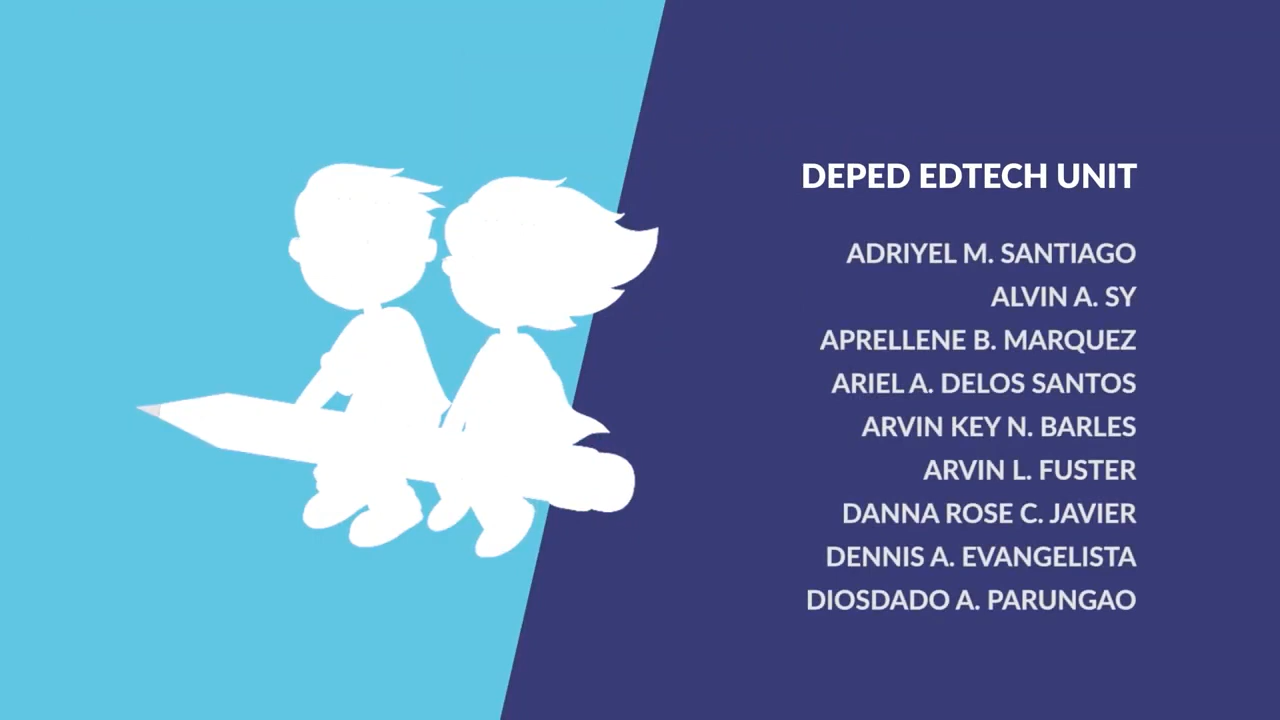 DEPED EDTECH UNIT
ADRIYEL M. SANTIAGO
ALVIN A. SY
APRELLENE B. MARQUEZ
ARIEL A. DELOS SANTOS
ARVIN KEY N. BARLES
ARVIN L. FUSTER
DANNA ROSE C. JAVIER
DENNIS A. EVANGELISTA
DIOSDADO A. PARUNGAO